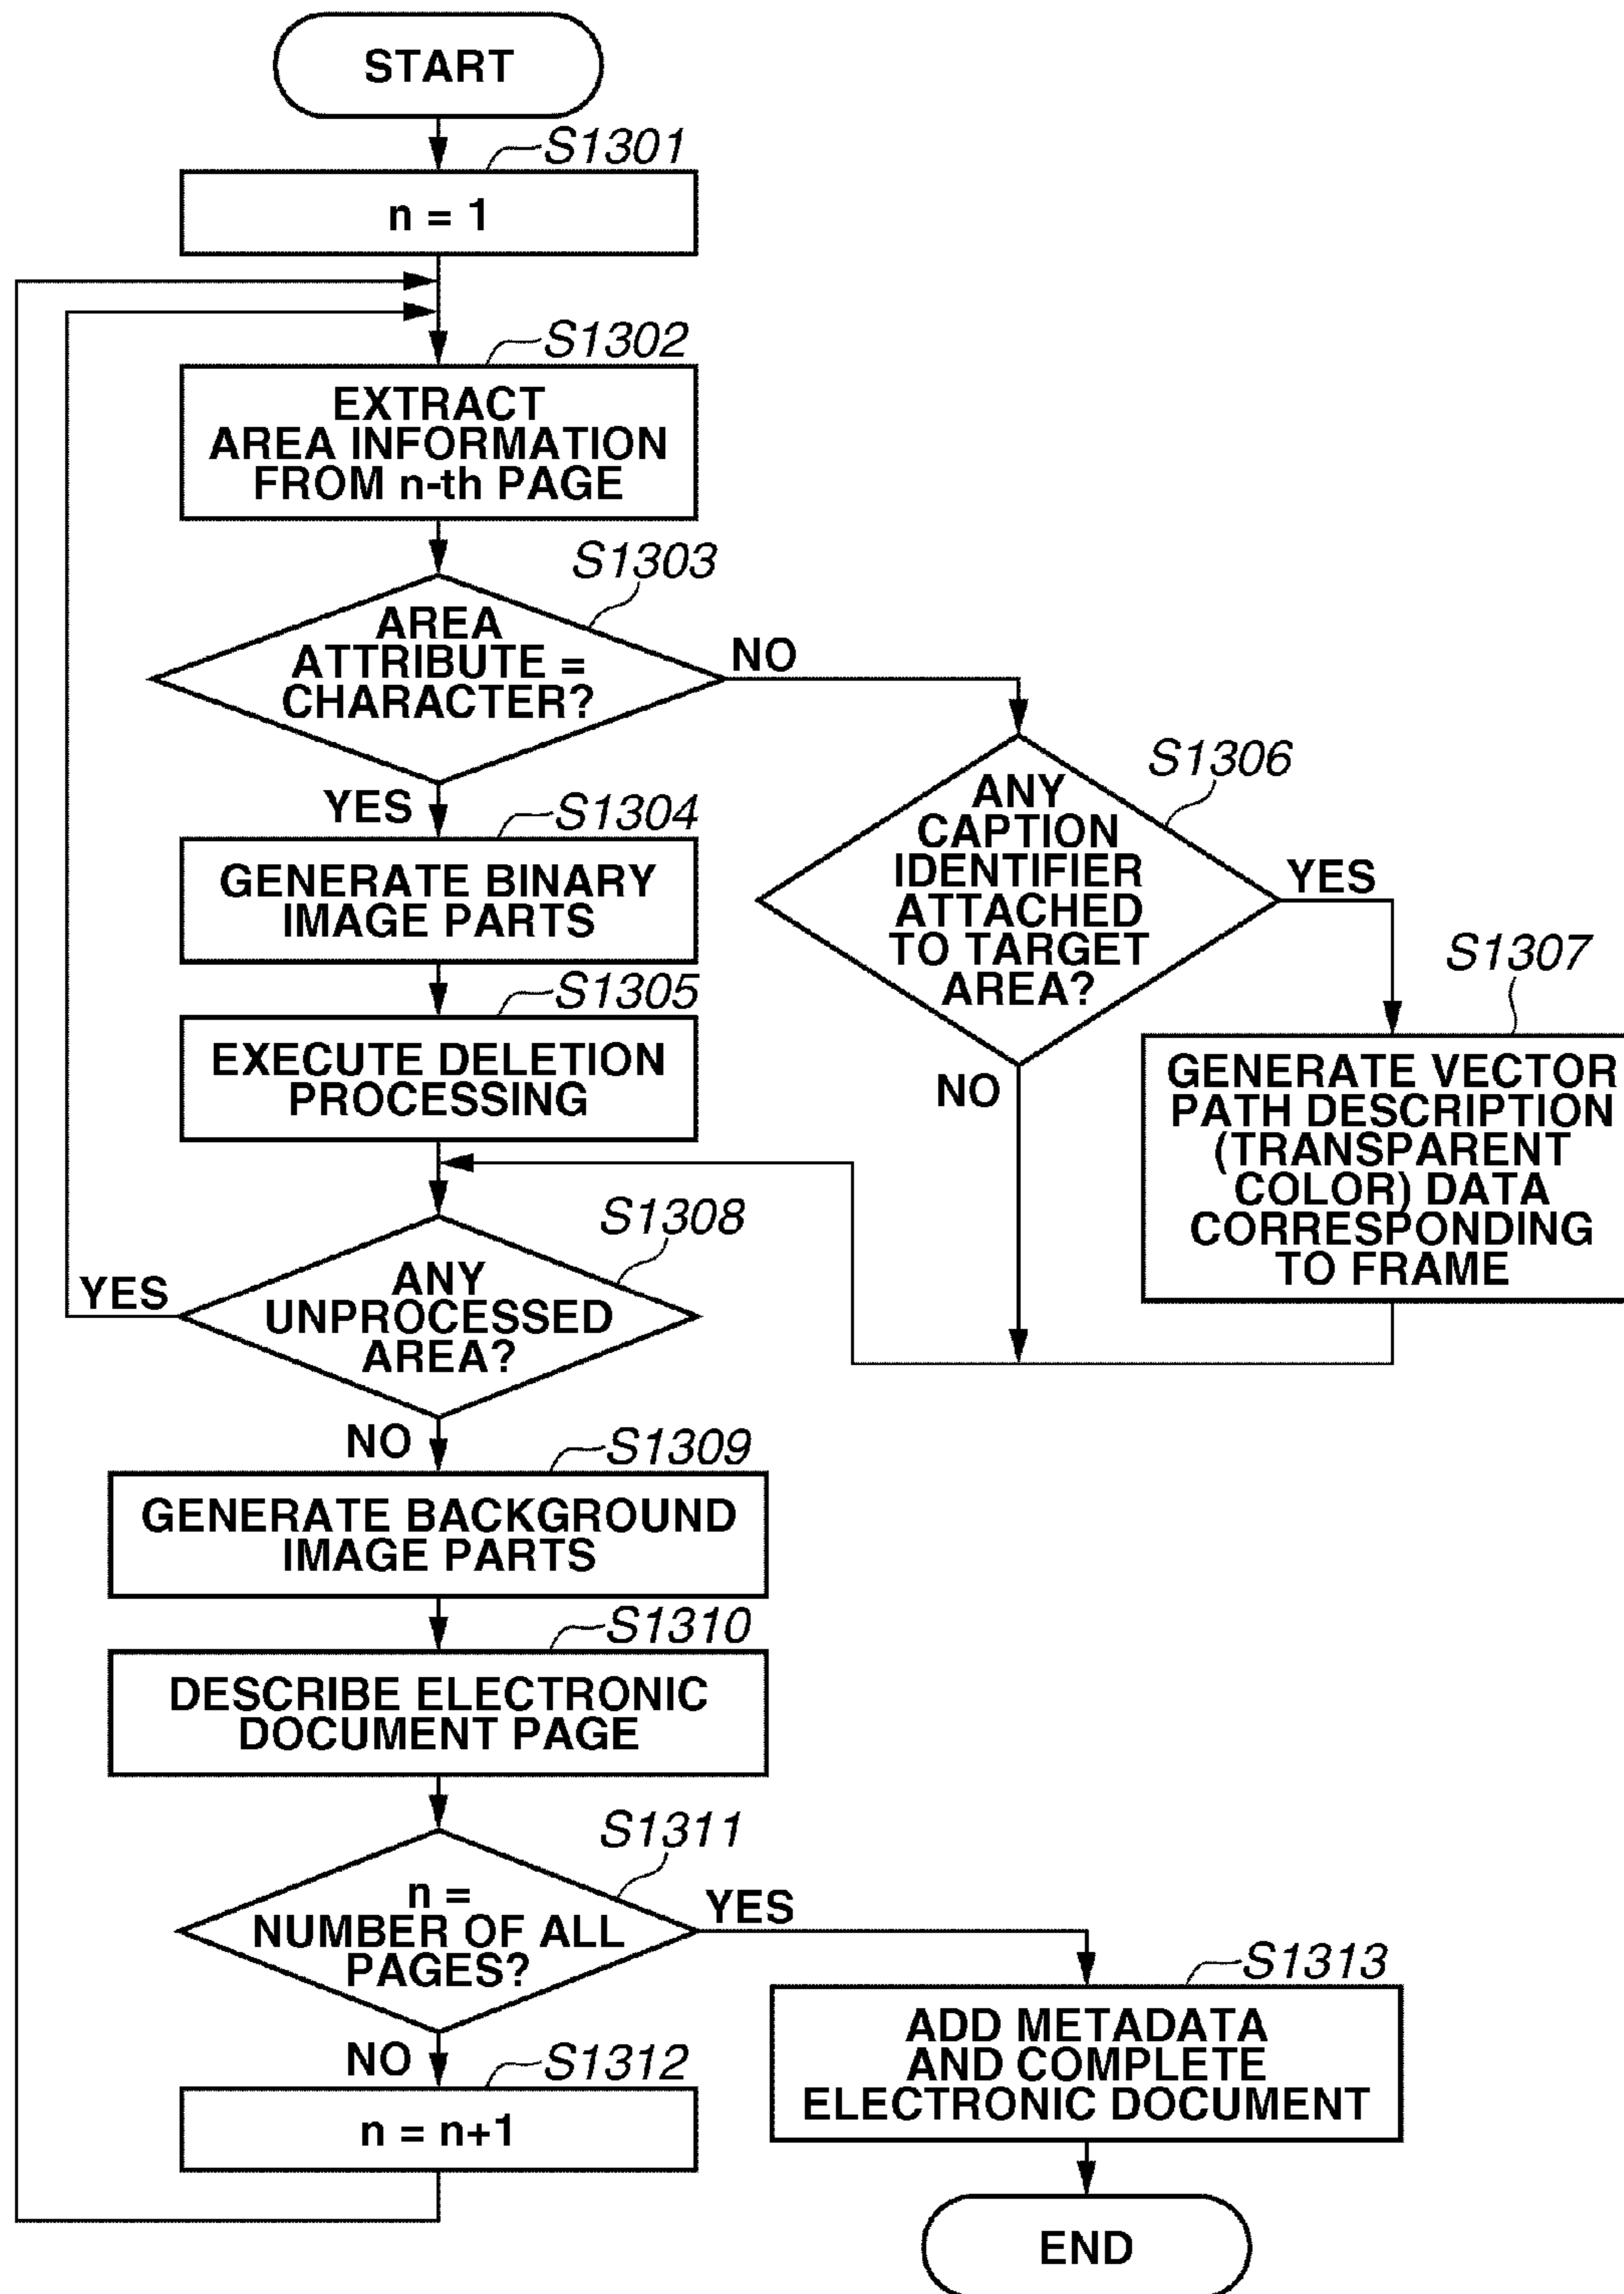 START
S1301
n = 1
S1302
EXTRACT
AREA INFORMATION
FROM n-th PAGE
S1303
AREA
ATTRIBUTE =
CHARACTER?
NO
YES
S1304
GENERATE BINARY
IMAGE PARTS
S1305
EXECUTE DELETION
PROCESSING
S1306
ANY
CAPTION
IDENTIFIER
ATTACHED
TO TARGET
AREA?
YES
NO
S1307
GENERATE VECTOR
PATH DESCRIPTION
(TRANSPARENT
COLOR) DATA
CORRESPONDING
TO FRAME
S1308
ANY
UNPROCESSED
AREA?
YES
NO
S1309
GENERATE BACKGROUND
IMAGE PARTS
S1310
DESCRIBE ELECTRONIC
DOCUMENT PAGE
S1311
n =
NUMBER OF ALL
PAGES?
YES
NO
S1312
n = n+1
S1313
ADD METADATA
AND COMPLETE
ELECTRONIC DOCUMENT
END